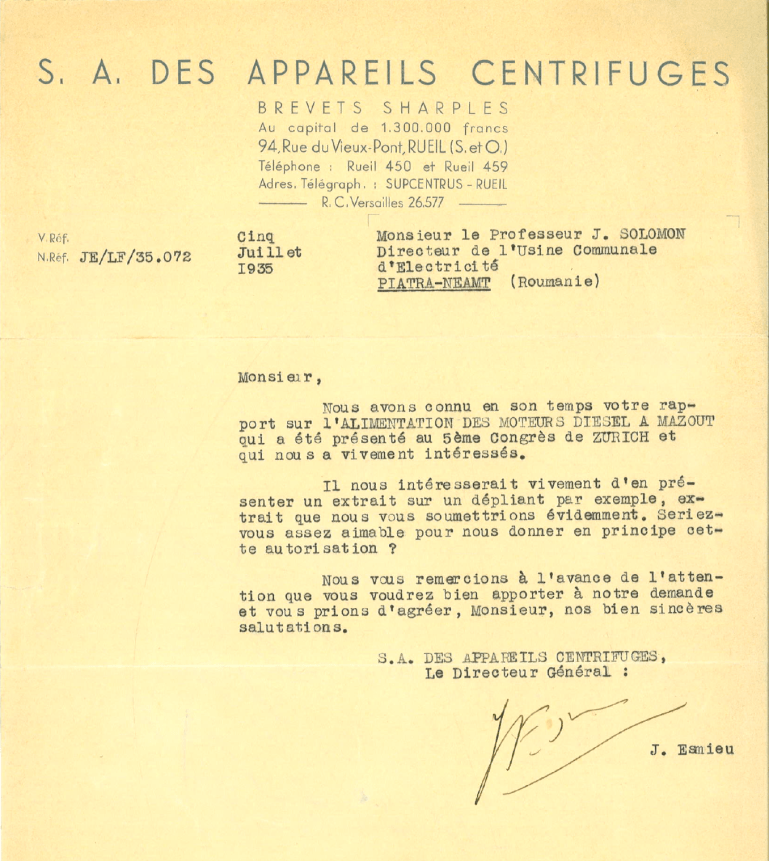 S. A. DES APPAREILS CENTRIFUGES
BREVETS SHARPLES
Au capital de 1.300.000 francs
94, Rue du Vieux-Pont, RUEIL (S. et O.)
Téléphone : Rueil 450 et Rueil 459
Adres. Télégraph. : SUPCENTRUS - RUEIL
R. C. Versailles 26.577
V. Réf.
N. Réf. JE/LF/35.072
Cinq
Juillet
I935
Monsieur le Professeur J. SOLOMON
Directeur de l'Usine Communale
d'Electricité
PIATRA-NEAMT (Roumanie)
Monsieur,
Nous avons connu en son temps votre rap-
port sur l'ALIMENTATION DES MOTEURS DIESEL A MAZOUT
qui a été présenté au 5ème Congrès de ZURICH et
qui nous a vivement intéressés.
Il nous intéresserait vivement d'en pré-
senter un extrait sur un dépliant par exemple, ex-
trait que nous vous soumettrions évidemment. Seriez-
vous assez aimable pour nous donner en principe cet-
te autorisation ?
Nous vous remercions à l'avance de l'atten-
tion que vous voudrez bien apporter à notre demande
et vous prions d'agréer, Monsieur, nos bien sincères
salutations.
S.A. DES APPAREILS CENTRIFUGES,
Le Directeur Général :
J. Esmieu